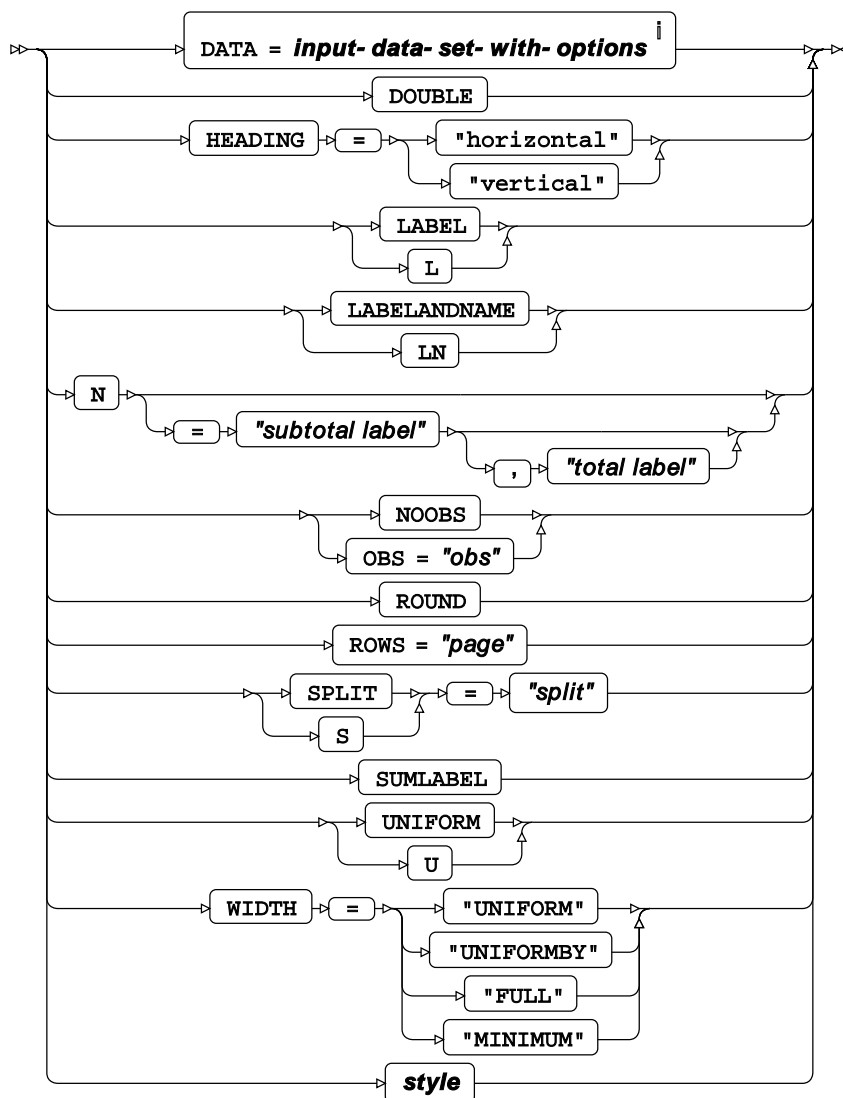 DATA = input- data- set- with- options i
DOUBLE
HEADING = "horizontal"
"vertical"
LABEL
L
LABELANDNAME
LN
N
= "subtotal label"
, "total label"
NOOBS
OBS = "obs"
ROUND
ROWS = "page"
SPLIT = "split"
S
SUMLABEL
UNIFORM
U
WIDTH = "UNIFORM"
"UNIFORMBY"
"FULL"
"MINIMUM"
style